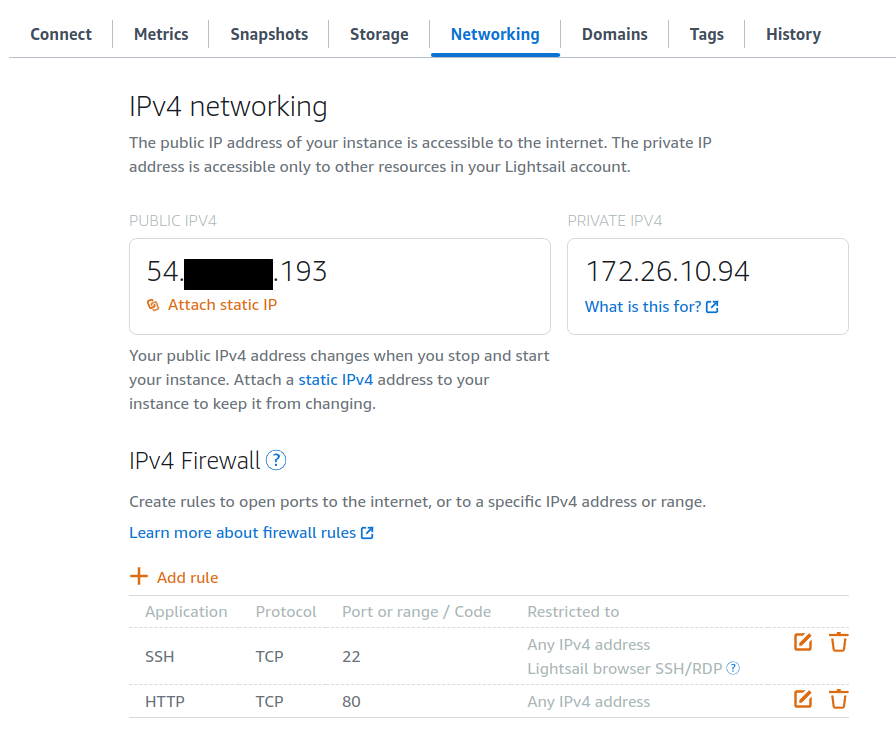 Connect Metrics Snapshots Storage Networking Domains Tags History
IPv4 networking
The public IP address of your instance is accessible to the internet. The private IP
address is accessible only to other resources in your Lightsail account.
PUBLIC IPV4
54. .193
Attach static IP
PRIVATE IPV4
172.26.10.94
What is this for?
Your public IPv4 address changes when you stop and start
your instance. Attach a static IPv4 address to your
instance to keep it from changing.
IPv4 Firewall ?
Create rules to open ports to the internet, or to a specific IPv4 address or range.
Learn more about firewall rules
+ Add rule
Application Protocol Port or range / Code Restricted to
SSH TCP 22 Any IPv4 address
Lightsail browser SSH/RDP ?
HTTP TCP 80 Any IPv4 address